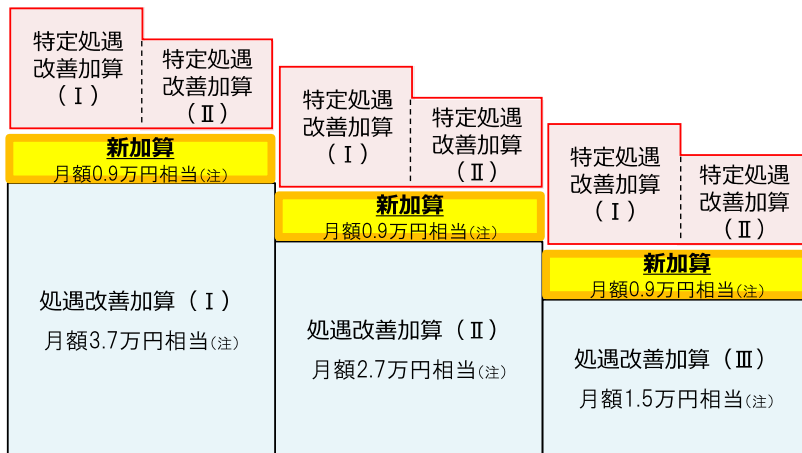 特定処遇
改善加算
（Ⅰ）
特定処遇
改善加算
（Ⅱ）
新加算
月額0.9万円相当(注)
処遇改善加算（Ⅰ）
月額3.7万円相当(注)
特定処遇
改善加算
（Ⅰ）
特定処遇
改善加算
（Ⅱ）
新加算
月額0.9万円相当(注)
処遇改善加算（Ⅱ）
月額2.7万円相当(注)
特定処遇
改善加算
（Ⅰ）
特定処遇
改善加算
（Ⅱ）
新加算
月額0.9万円相当(注)
処遇改善加算（Ⅲ）
月額1.5万円相当(注)